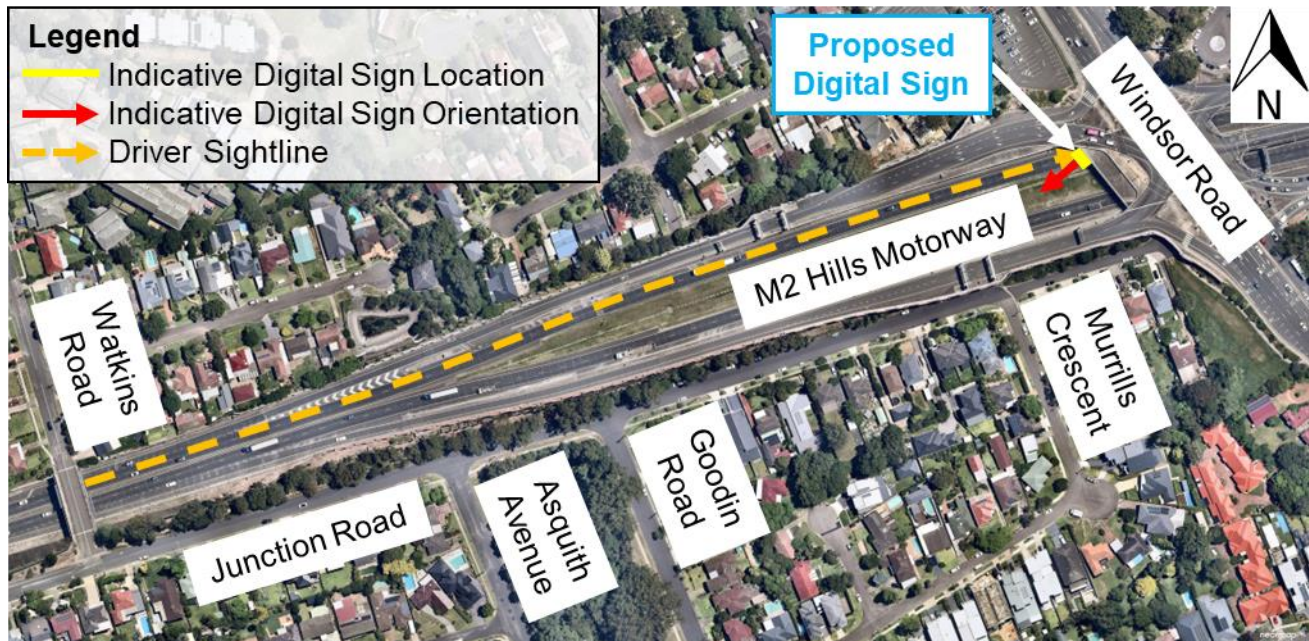 Legend
Indicative Digital Sign Location
Indicative Digital Sign Orientation
Driver Sightline
Proposed
Digital Sign
N
Windsor Road
M2 Hills Motorway
Watkins
Road
Murrills
Crescent
Goodin
Road
Asquith
Avenue
Junction Road
nearmap